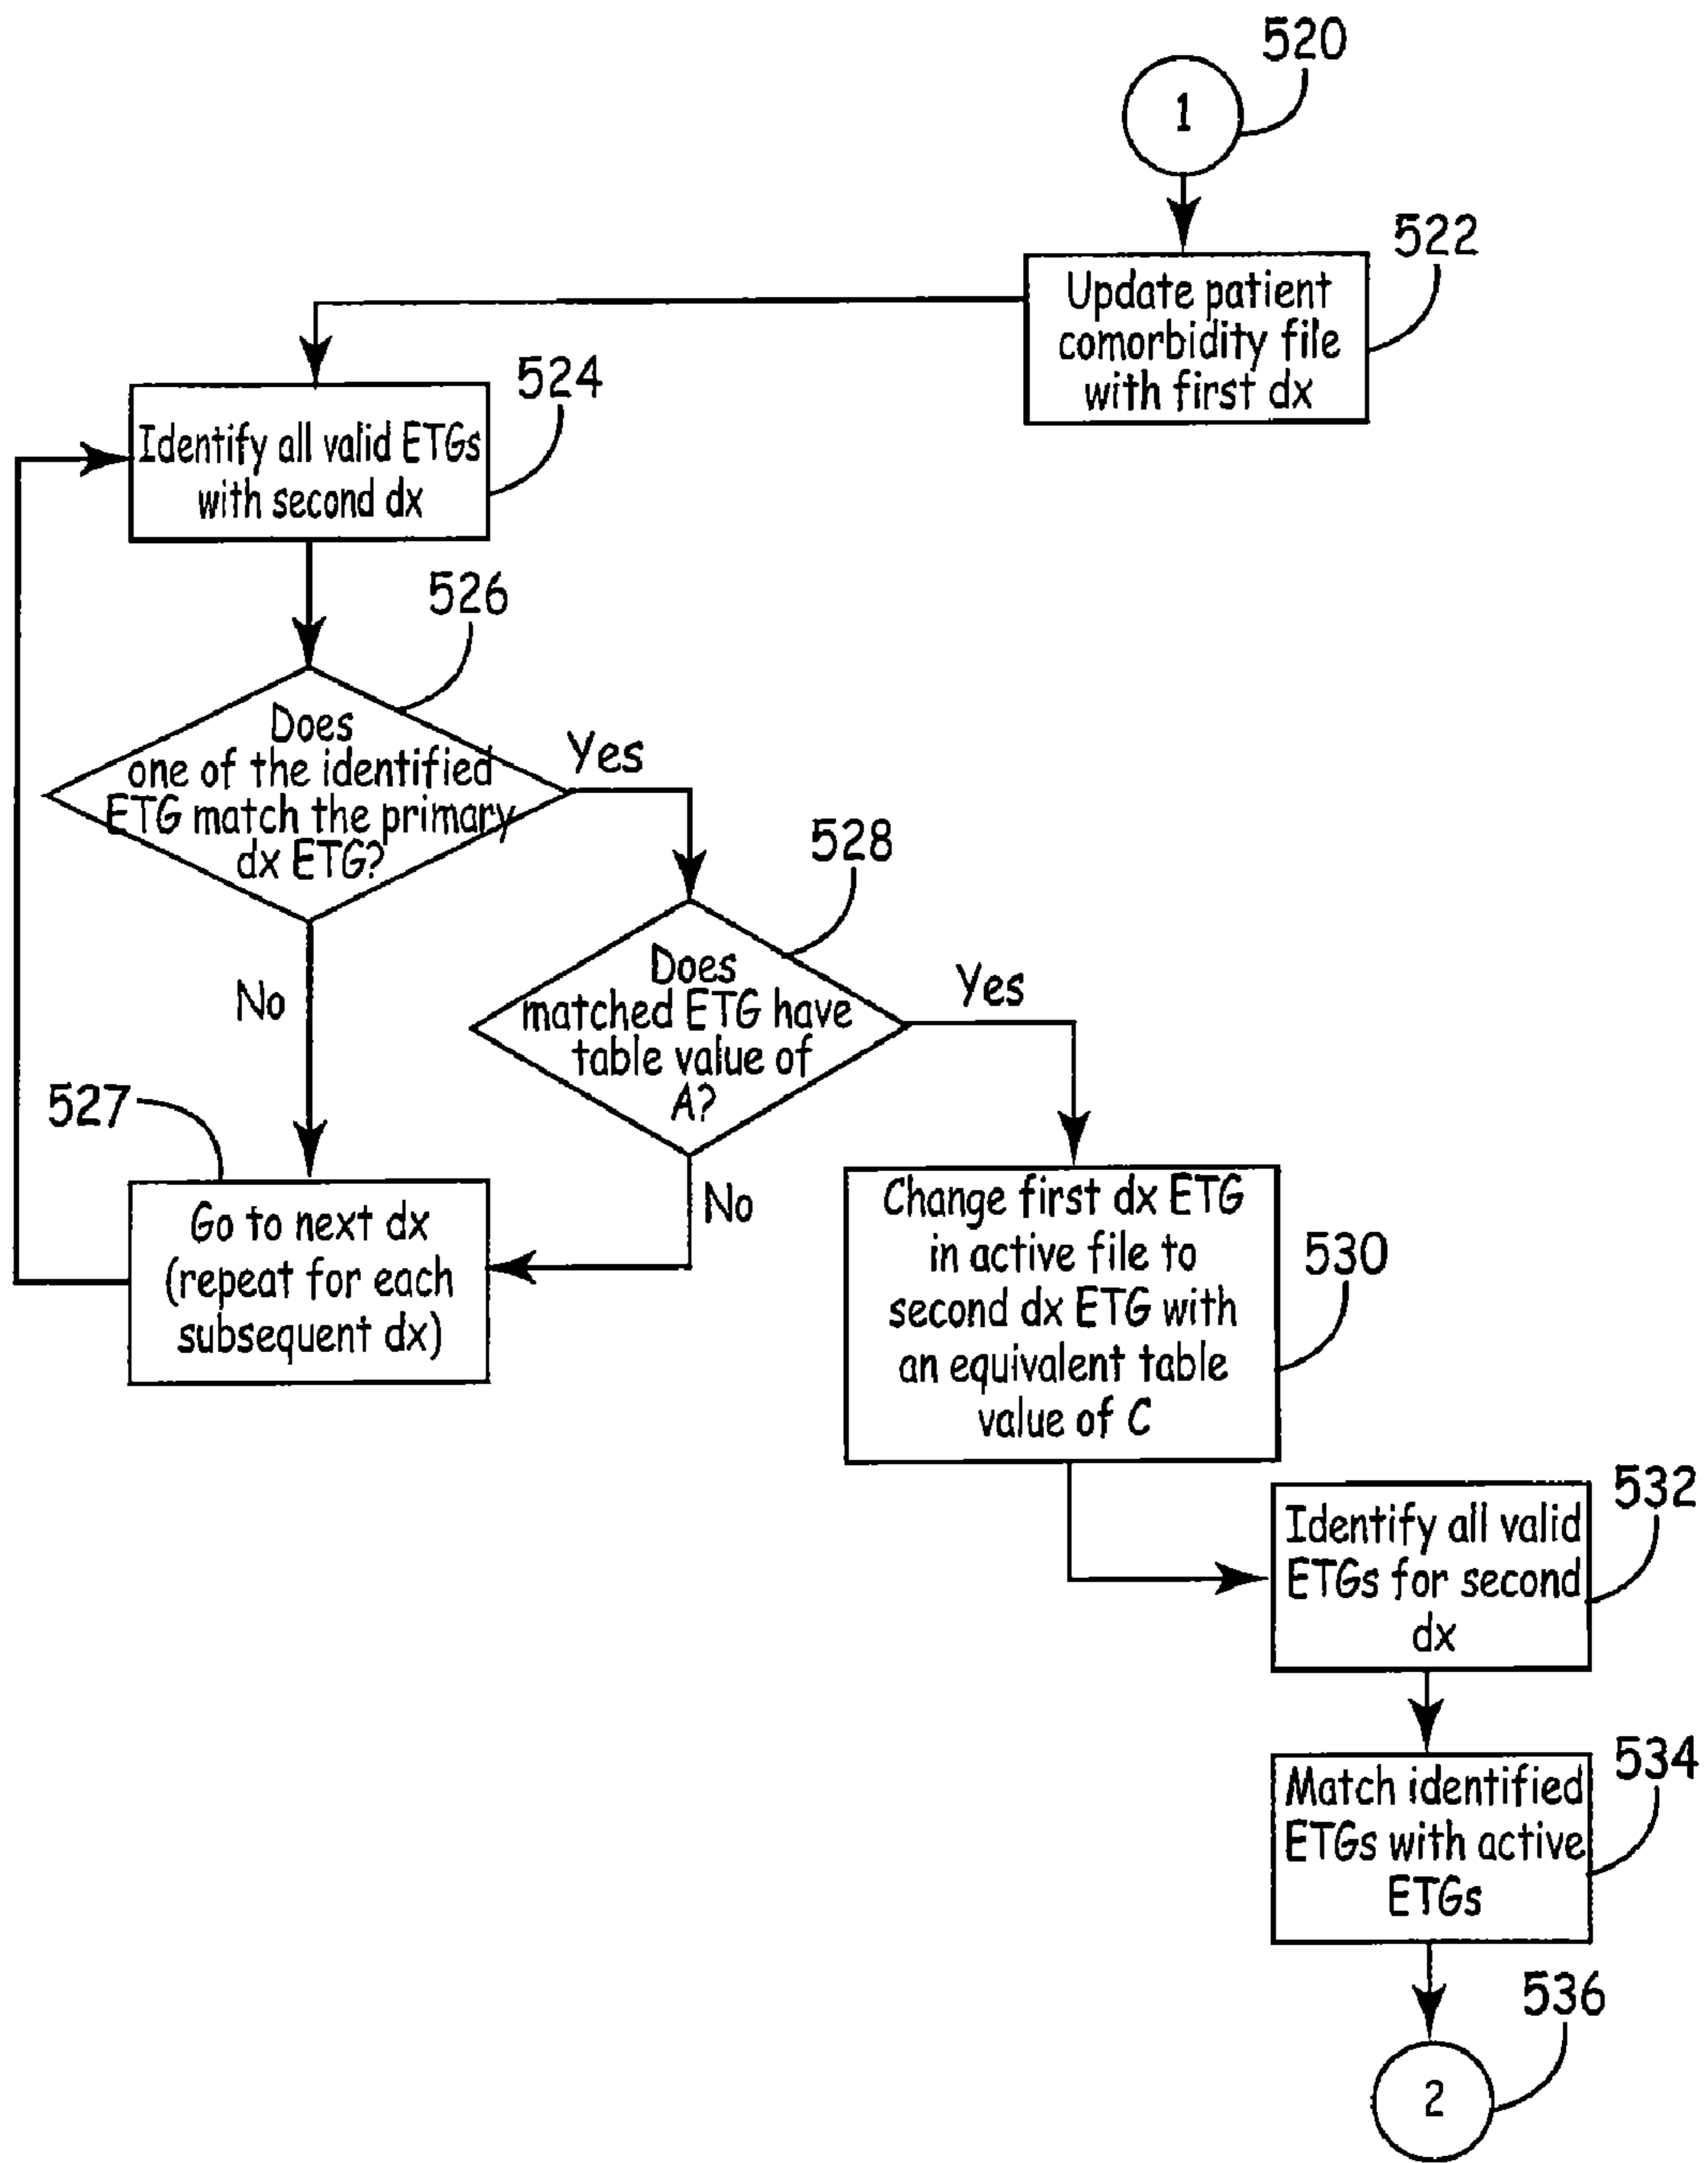 520
1
522
Update patient
comorbidity file
with first dx
524
Identify all valid ETGs
with second dx
526
Does
one of the identified
ETG match the primary
dx ETG?
Yes
No
528
Does
matched ETG have
table value of
A?
Yes
No
527
Go to next dx
(repeat for each
subsequent dx)
530
Change first dx ETG
in active file to
second dx ETG with
an equivalent table
value of C
532
Identify all valid
ETGs for second
dx
534
Match identified
ETGs with active
ETGs
536
2